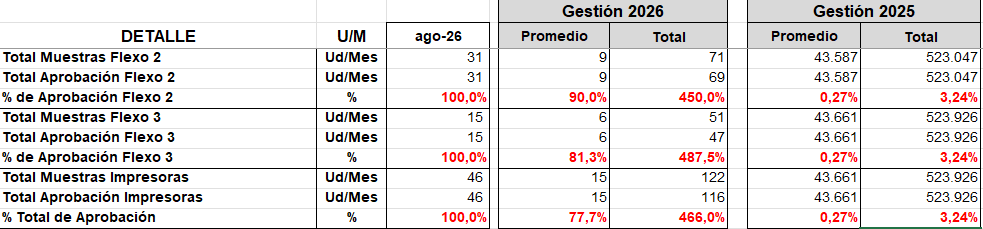 Gestión 2026 Gestión 2025
DETALLE U/M ago-26 Promedio Total Promedio Total
Total Muestras Flexo 2 Ud/Mes 31 9 71 43.587 523.047
Total Aprobación Flexo 2 Ud/Mes 31 9 69 43.587 523.047
% de Aprobación Flexo 2 % 100,0% 90,0% 450,0% 0,27% 3,24%
Total Muestras Flexo 3 Ud/Mes 15 6 51 43.661 523.926
Total Aprobación Flexo 3 Ud/Mes 15 6 47 43.661 523.926
% de Aprobación Flexo 3 % 100,0% 81,3% 487,5% 0,27% 3,24%
Total Muestras Impresoras Ud/Mes 46 15 122 43.661 523.926
Total Aprobación Impresoras Ud/Mes 46 15 116 43.661 523.926
% Total de Aprobación % 100,0% 77,7% 466,0% 0,27% 3,24%